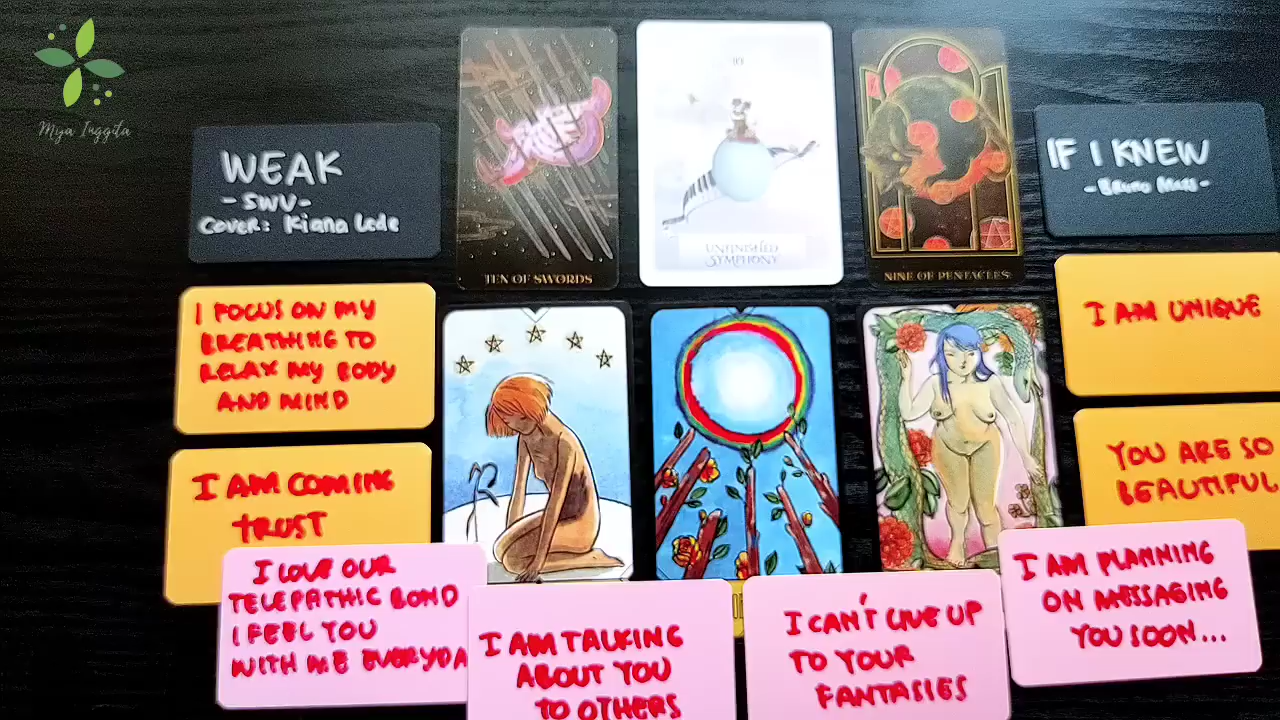 Miya Inggita
WEAK
- SWV -
COVER: Kiana Lede
I FOCUS ON MY
BREATHING TO
RELAX MY BODY
AND MIND
I AM COMING
TRUST
TEN OF SWORDS
UNFINISHED
SYMPHONY
NINE OF PENTACLES
IF I KNEW
- BRUNO MARS -
I AM UNIQUE
YOU ARE SO
BEAUTIFUL
I LOVE OUR
TELEPATHIC BOND
I FEEL YOU
WITH ME EVERYDA
I AM TALKING
ABOUT YOU
TO OTHERS
I CAN'T LIVE UP
TO YOUR
FANTASIES
I AM PLANNING
ON MESSAGING
YOU SOON...